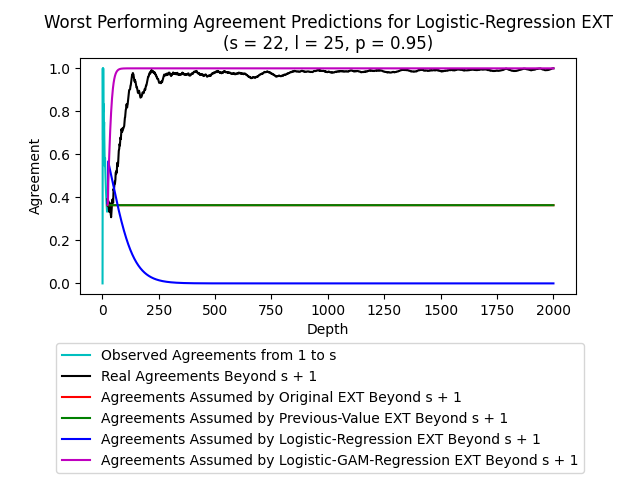 Worst Performing Agreement Predictions for Logistic-Regression EXT
(s = 22, l = 25, p = 0.95)
1.0
0.8
0.6
0.4
0.2
0.0
Agreement
0 250 500 750 1000 1250 1500 1750 2000
Depth
Observed Agreements from 1 to s
Real Agreements Beyond s + 1
Agreements Assumed by Original EXT Beyond s + 1
Agreements Assumed by Previous-Value EXT Beyond s + 1
Agreements Assumed by Logistic-Regression EXT Beyond s + 1
Agreements Assumed by Logistic-GAM-Regression EXT Beyond s + 1